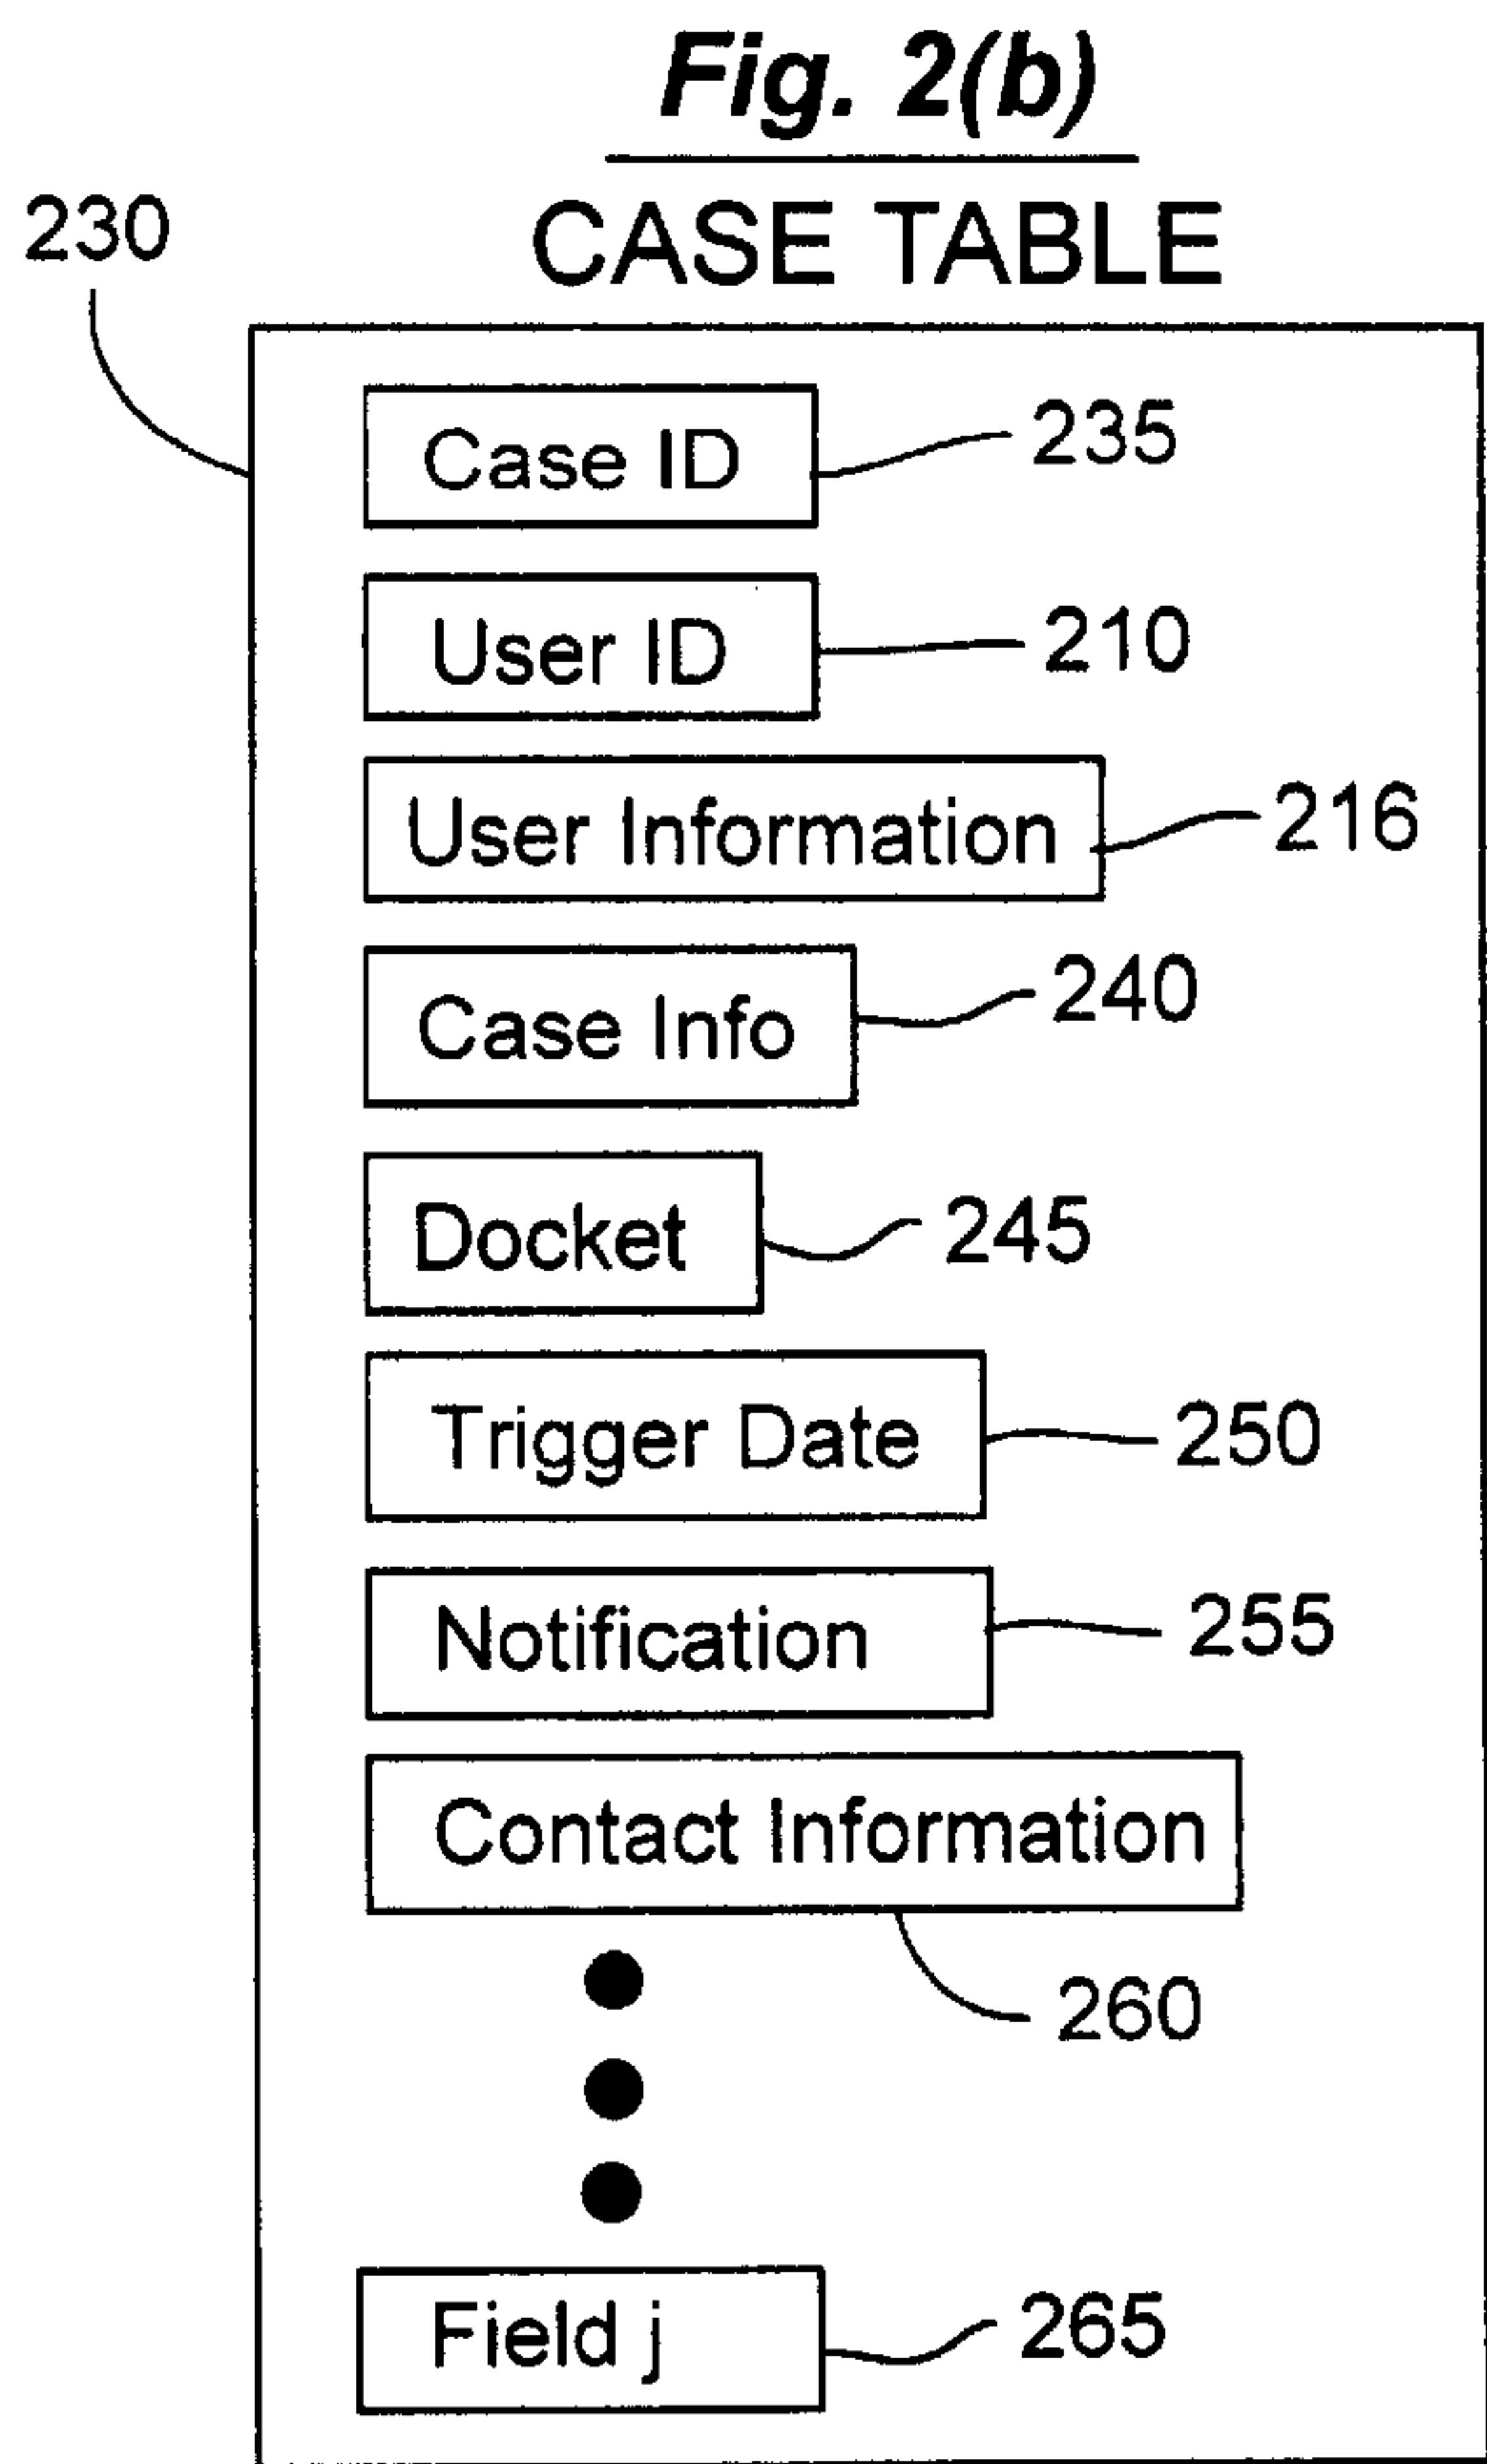 Fig. 2(b)
230
CASE TABLE
Case ID 235
User ID 210
User Information 216
Case Info 240
Docket 245
Trigger Date 250
Notification 255
Contact Information
260
Field j 265